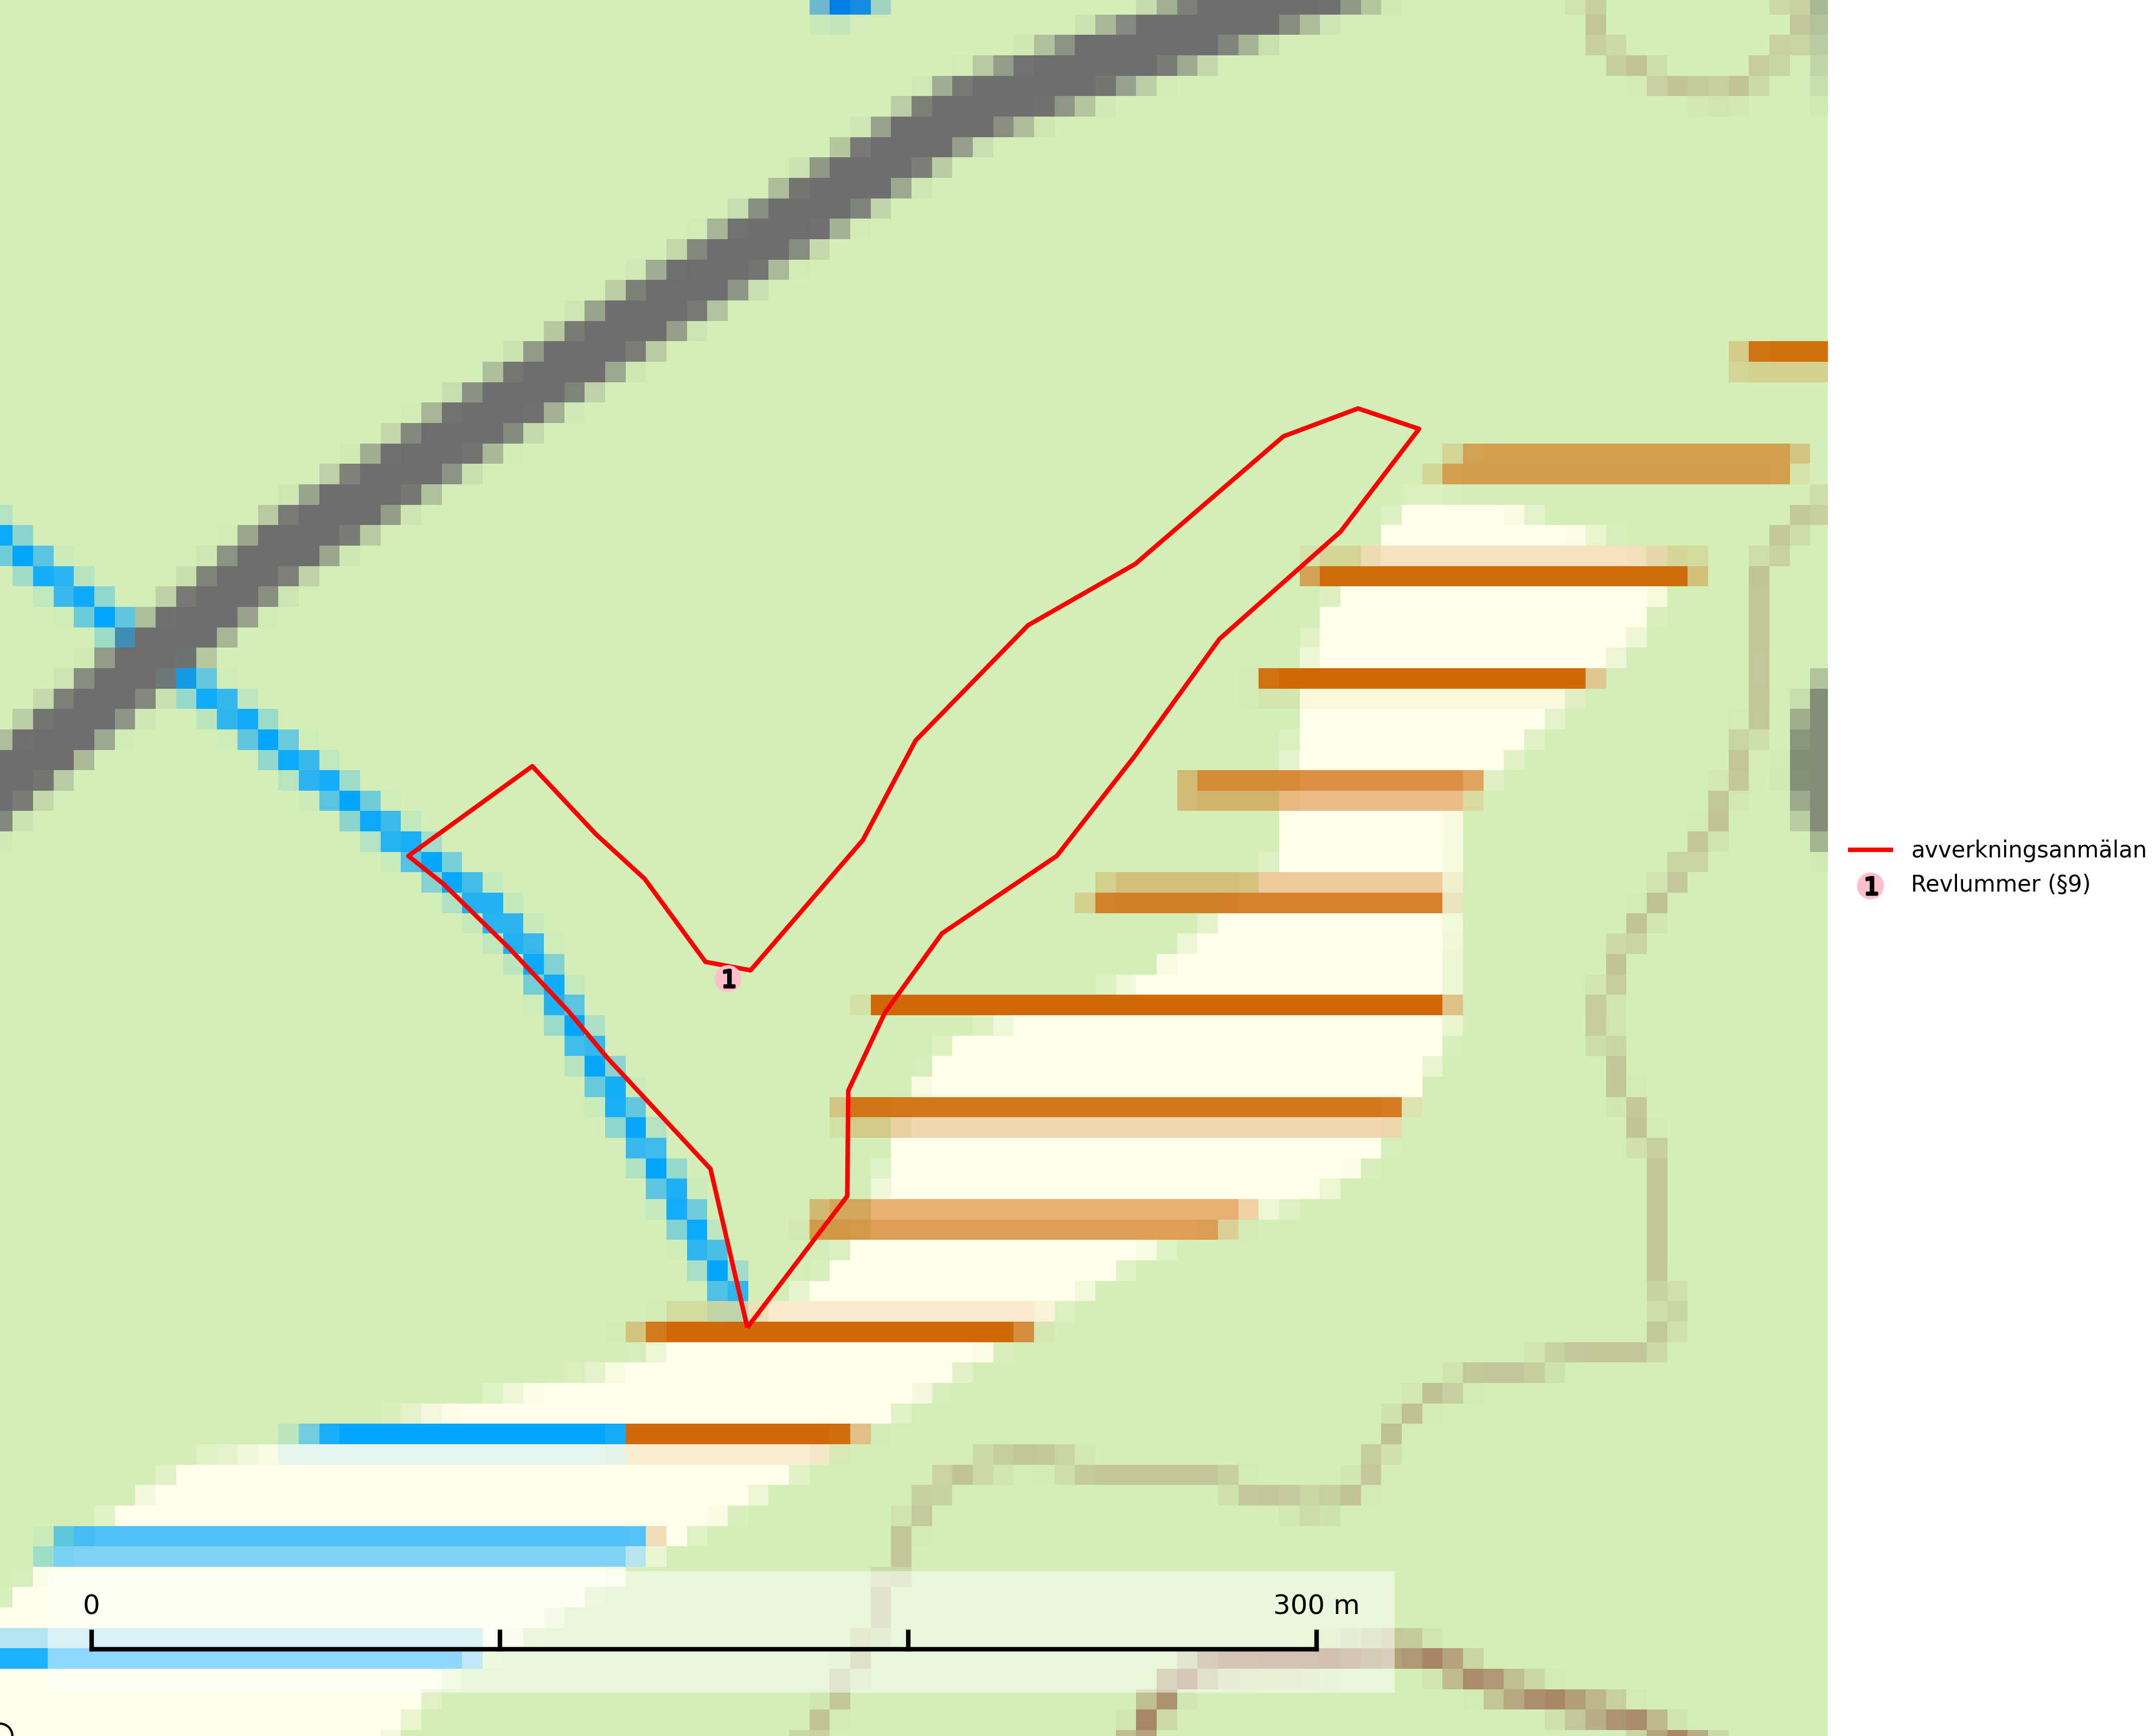 1
avverkningsanmälan
1 Revlummer (§9)
0 300 m